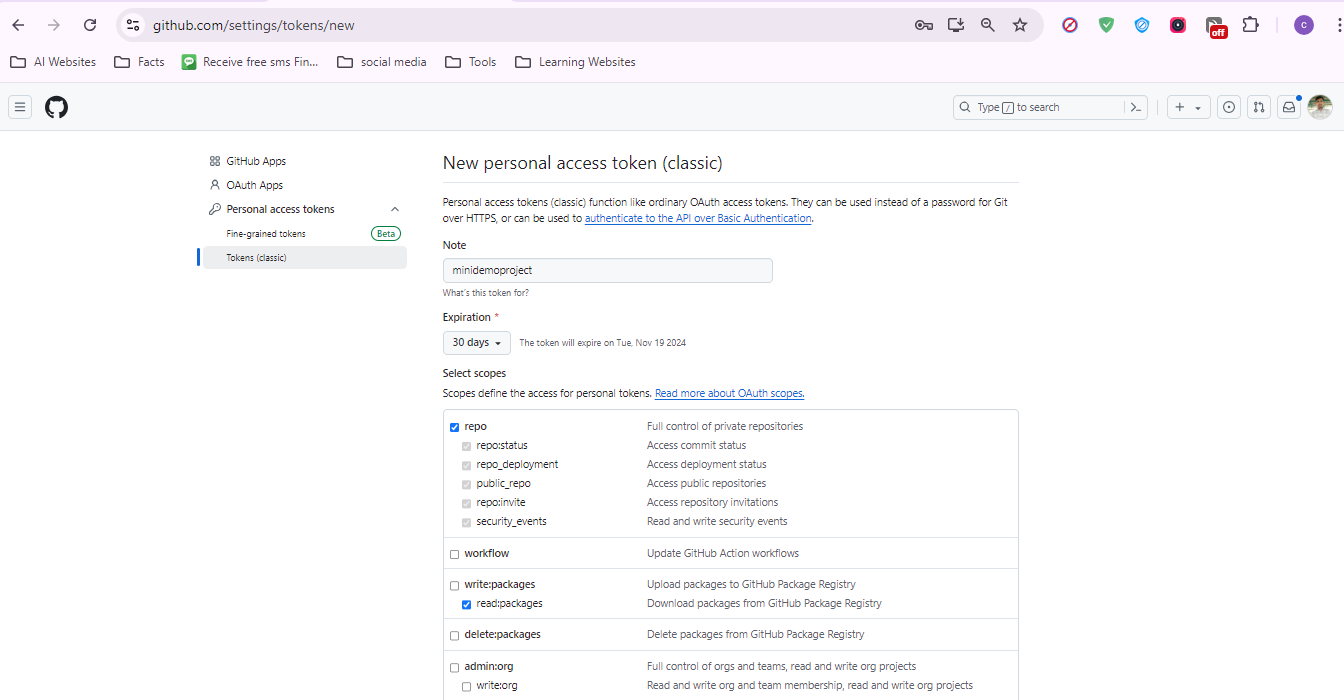 github.com/settings/tokens/new
off
C
AI Websites
Facts
Receive free sms Fin...
social media
Tools
Learning Websites
Type / to search
GitHub Apps
OAuth Apps
Personal access tokens
Fine-grained tokens
Beta
Tokens (classic)
New personal access token (classic)
Personal access tokens (classic) function like ordinary OAuth access tokens. They can be used instead of a password for Git
over HTTPS, or can be used to authenticate to the API over Basic Authentication.
Note
minidemoproject
What's this token for?
Expiration *
30 days
The token will expire on Tue, Nov 19 2024
Select scopes
Scopes define the access for personal tokens. Read more about OAuth scopes.
repo Full control of private repositories
repo:status Access commit status
repo_deployment Access deployment status
public_repo Access public repositories
repo:invite Access repository invitations
security_events Read and write security events
workflow Update GitHub Action workflows
write:packages Upload packages to GitHub Package Registry
read:packages Download packages from GitHub Package Registry
delete:packages Delete packages from GitHub Package Registry
admin:org Full control of orgs and teams, read and write org projects
write:org Read and write org and team membership, read and write org projects